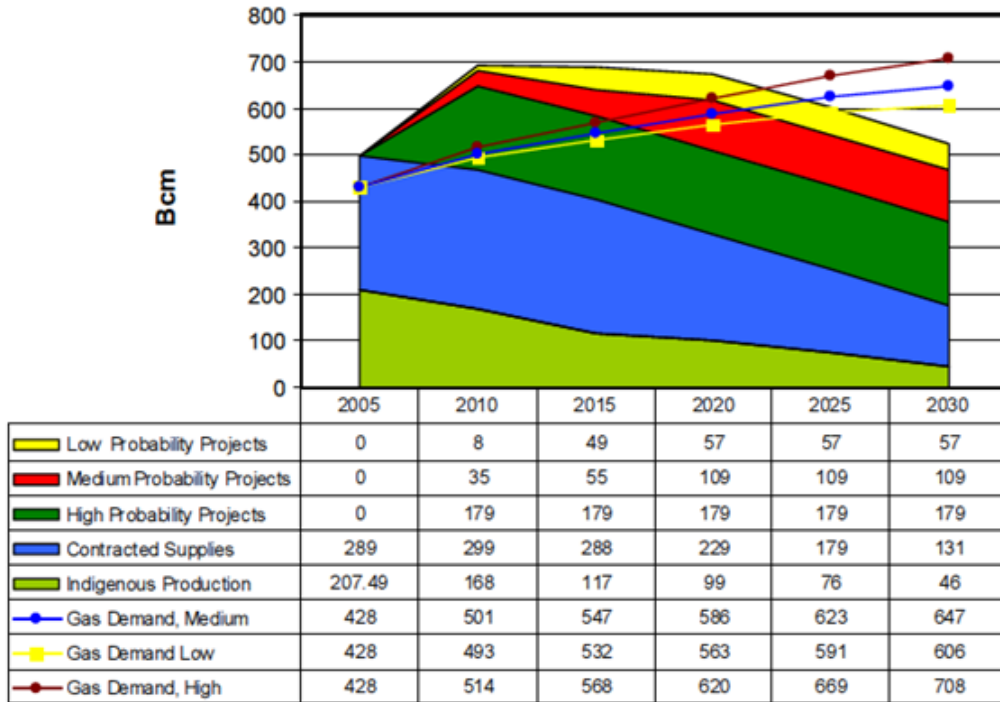 800
700
600
500
400
300
200
100
0
Bcm
2005 2010 2015 2020 2025 2030
Low Probability Projects 0 8 49 57 57 57
Medium Probability Projects 0 35 55 109 109 109
High Probability Projects 0 179 179 179 179 179
Contracted Supplies 289 299 288 229 179 131
Indigenous Production 207.49 168 117 99 76 46
Gas Demand, Medium 428 501 547 586 623 647
Gas Demand Low 428 493 532 563 591 606
Gas Demand, High 428 514 568 620 669 708